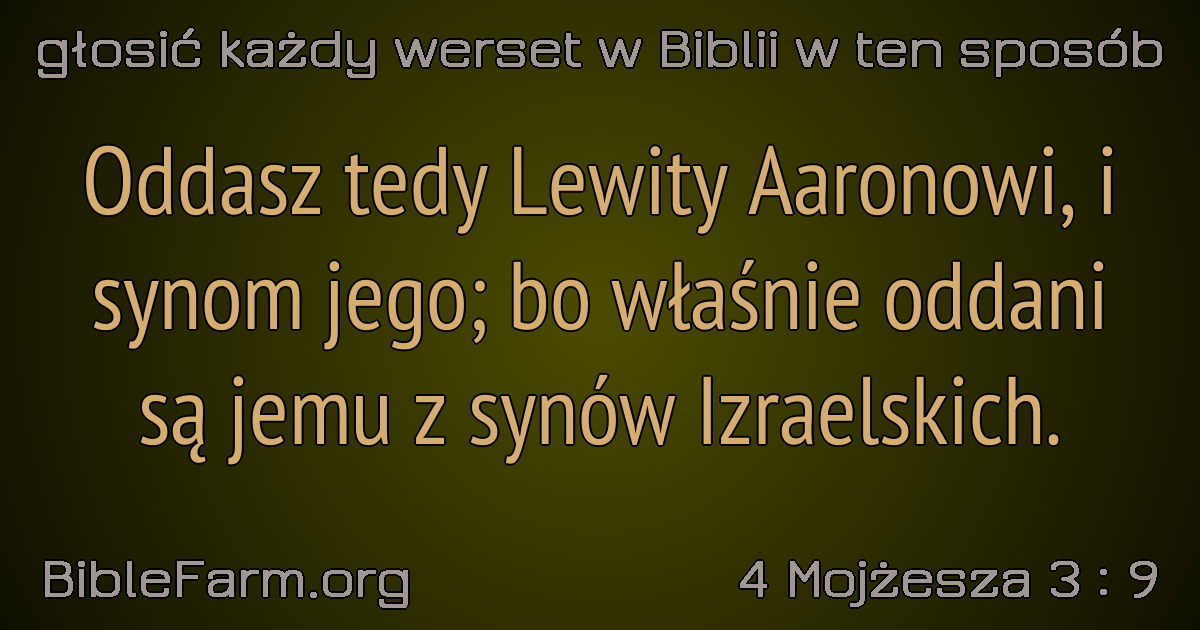 głosić każdy werset w Biblii w ten sposób
Oddasz tedy Lewity Aaronowi, i
synom jego; bo właśnie oddani
są jemu z synów Izraelskich.
BibleFarm.org
4 Mojżesza 3 : 9